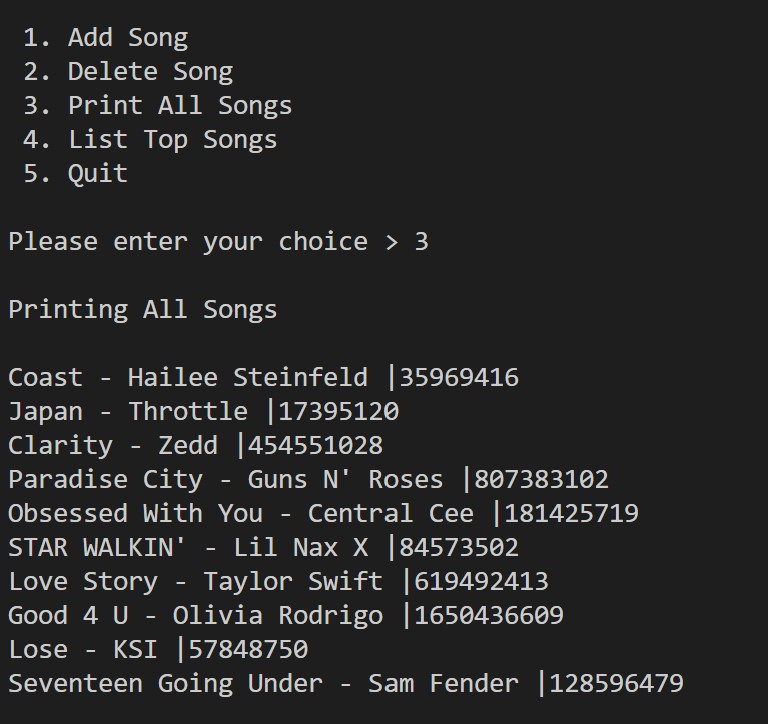 1. Add Song
2. Delete Song
3. Print All Songs
4. List Top Songs
5. Quit
Please enter your choice > 3
Printing All Songs
Coast - Hailee Steinfeld |35969416
Japan - Throttle |17395120
Clarity - Zedd |454551028
Paradise City - Guns N' Roses |807383102
Obsessed With You - Central Cee |181425719
STAR WALKIN' - Lil Nax X |84573502
Love Story - Taylor Swift |619492413
Good 4 U - Olivia Rodrigo |1650436609
Lose - KSI |57848750
Seventeen Going Under - Sam Fender |128596479